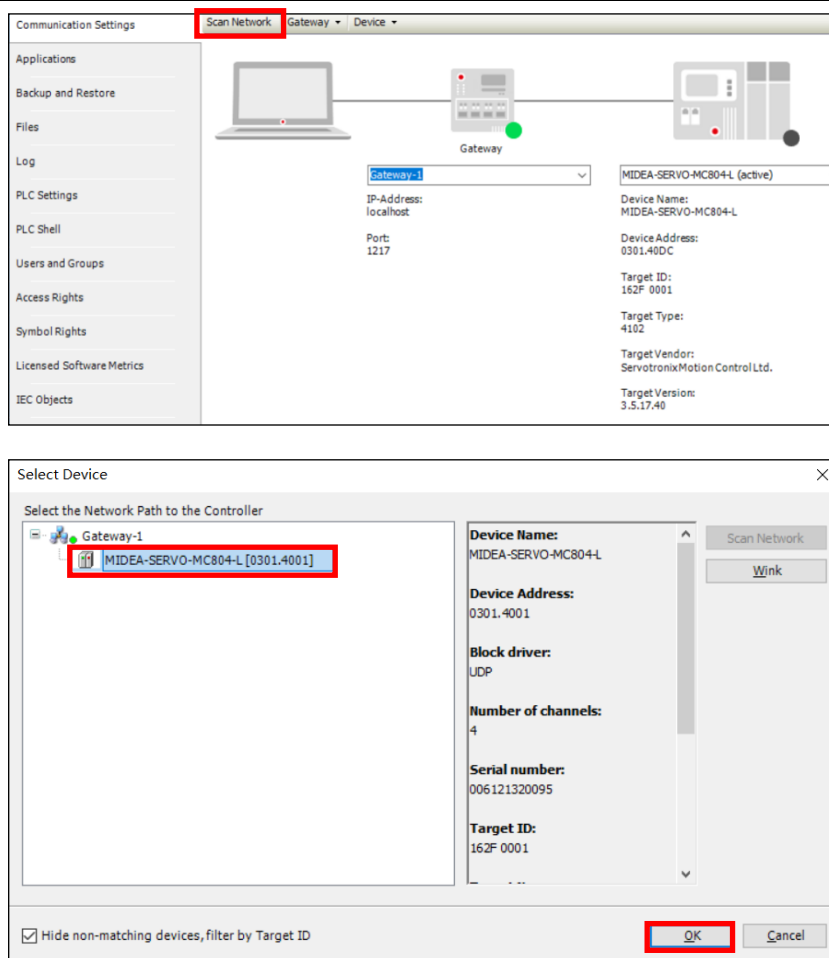 Communication Settings
Scan Network Gateway Device
Applications
Backup and Restore
Files
Log
PLC Settings
PLC Shell
Users and Groups
Access Rights
Symbol Rights
Licensed Software Metrics
IEC Objects
Gateway
Gateway-1
IP-Address:
localhost
Port:
1217
MIDEA-SERVO-MC804-L (active)
Device Name:
MIDEA-SERVO-MC804-L
Device Address:
0301.40DC
Target ID:
162F 0001
Target Type:
4102
Target Vendor:
Servotronix Motion Control Ltd.
Target Version:
3.5.17.40
Select Device
Select the Network Path to the Controller
Gateway-1
MIDEA-SERVO-MC804-L [0301.4001]
Device Name:
MIDEA-SERVO-MC804-L
Device Address:
0301.4001
Block driver:
UDP
Number of channels:
4
Serial number:
006121320095
Target ID:
162F 0001
Scan Network
Wink
Hide non-matching devices, filter by Target ID
OK Cancel